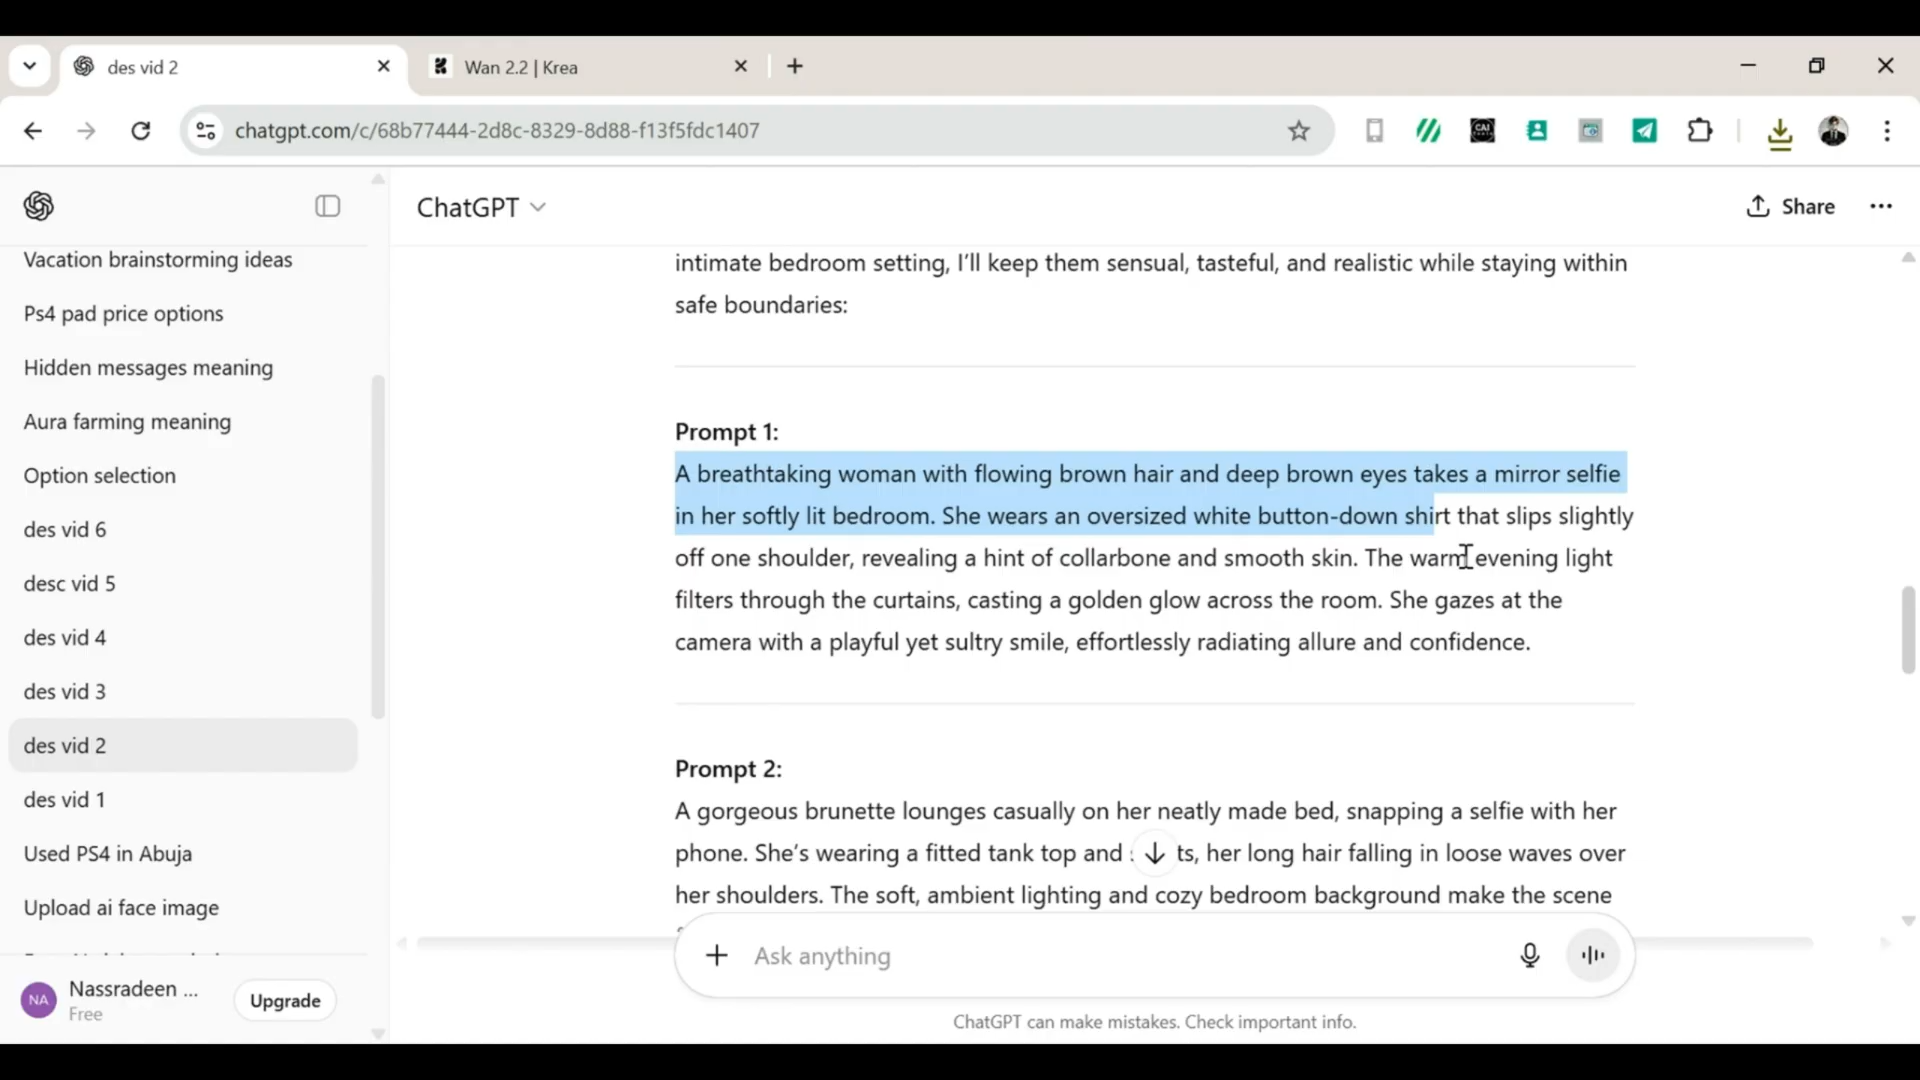 des vid 2
Wan 2.2 | Krea
chatgpt.com/c/68b77444-2d8c-8329-8d88-f13f5fdc1407
CAI
ChatGPT
Share
Vacation brainstorming ideas
Ps4 pad price options
Hidden messages meaning
Aura farming meaning
Option selection
des vid 6
desc vid 5
des vid 4
des vid 3
des vid 2
des vid 1
Used PS4 in Abuja
Upload ai face image
NA
Nassradeen ...
Free
Upgrade
intimate bedroom setting, I’ll keep them sensual, tasteful, and realistic while staying within
safe boundaries:
Prompt 1:
A breathtaking woman with flowing brown hair and deep brown eyes takes a mirror selfie
in her softly lit bedroom. She wears an oversized white button-down shirt that slips slightly
off one shoulder, revealing a hint of collarbone and smooth skin. The warm evening light
filters through the curtains, casting a golden glow across the room. She gazes at the
camera with a playful yet sultry smile, effortlessly radiating allure and confidence.
Prompt 2:
A gorgeous brunette lounges casually on her neatly made bed, snapping a selfie with her
phone. She’s wearing a fitted tank top and ts, her long hair falling in loose waves over
her shoulders. The soft, ambient lighting and cozy bedroom background make the scene
Ask anything
ChatGPT can make mistakes. Check important info.